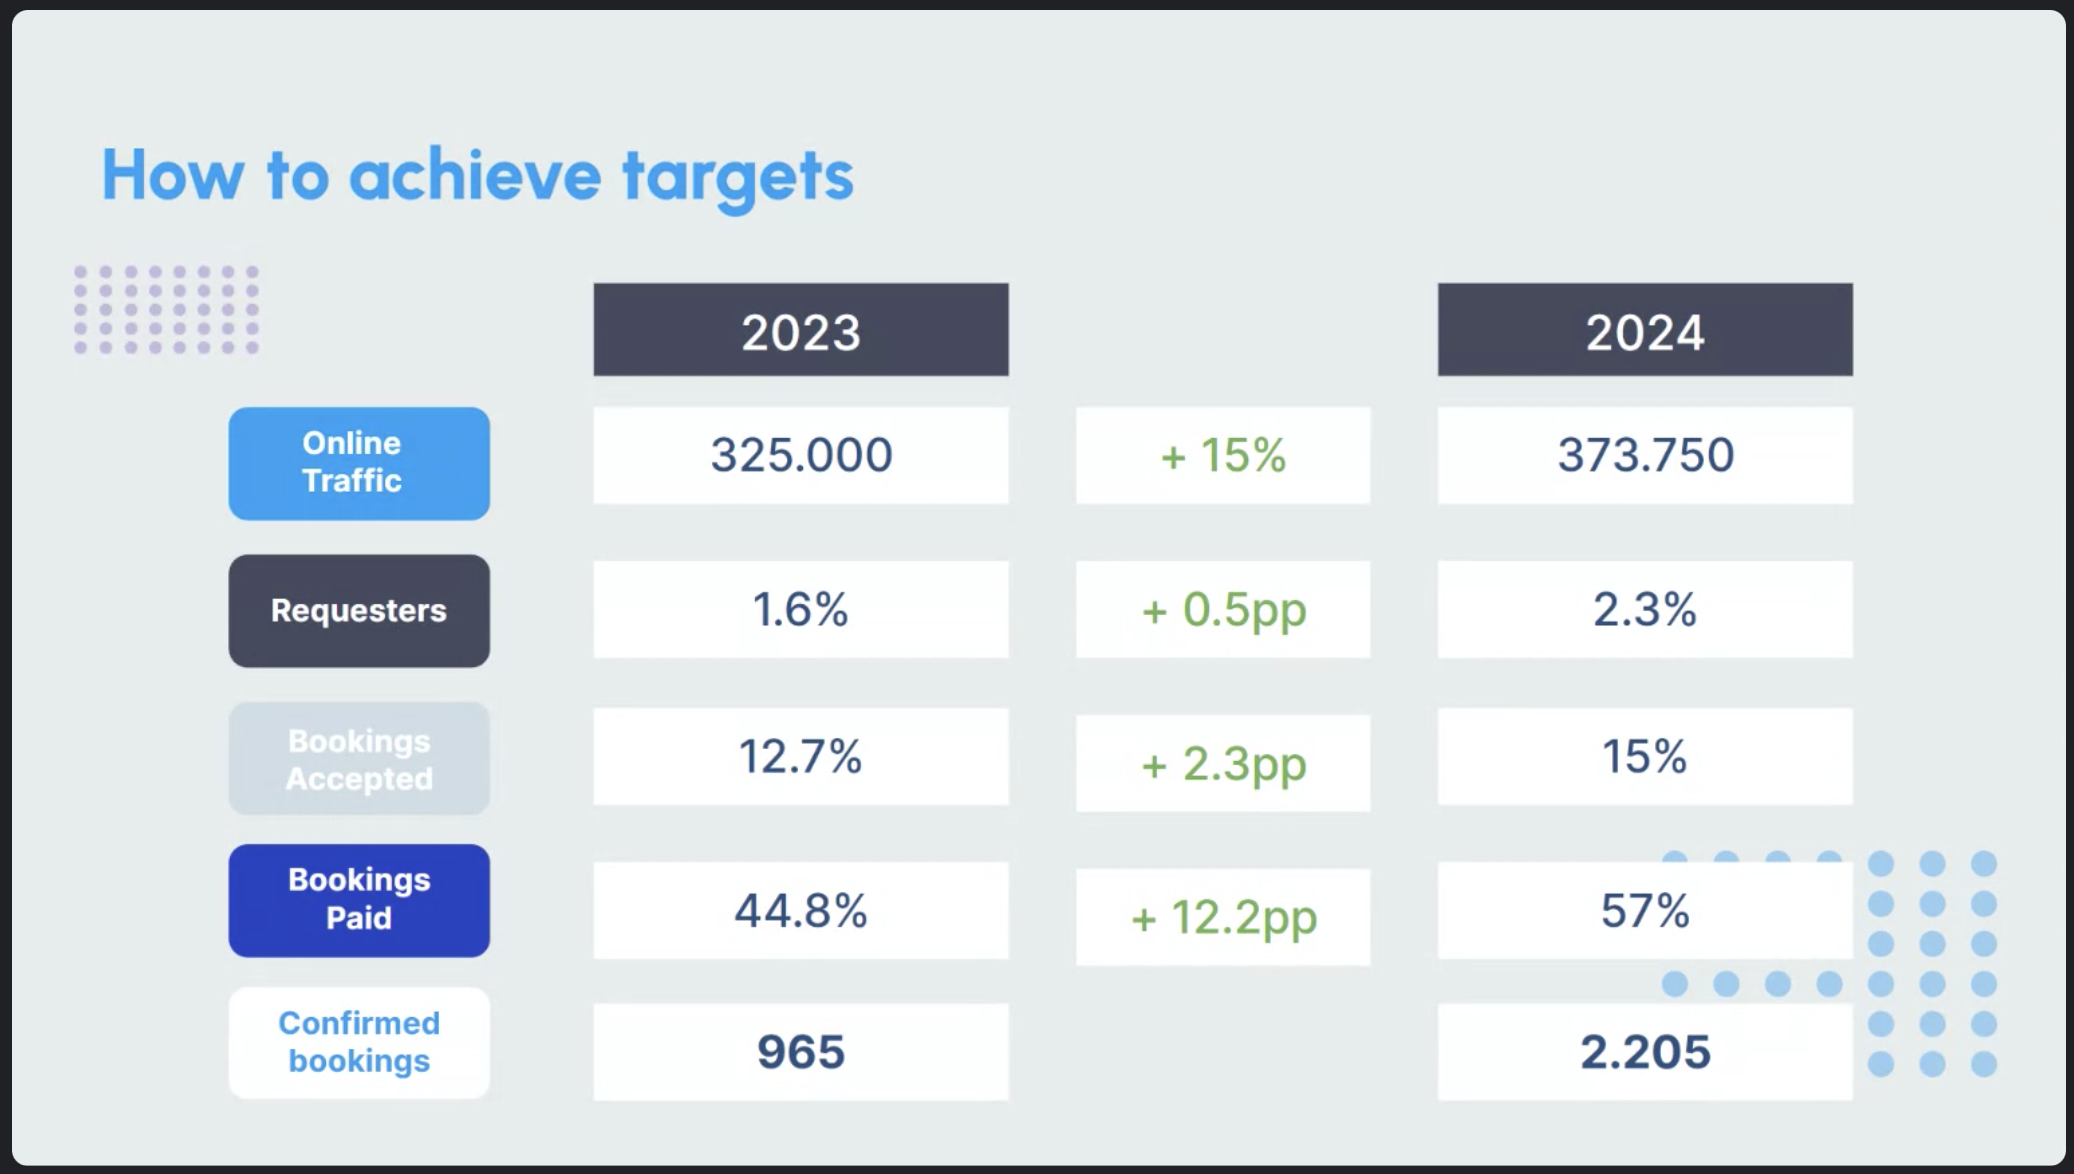 How to achieve targets
2023
2024
Online
Traffic
325.000
+ 15%
373.750
Requesters
1.6%
+ 0.5pp
2.3%
Bookings
Accepted
12.7%
+ 2.3pp
15%
Bookings
Paid
44.8%
+ 12.2pp
57%
Confirmed
bookings
965
2.205